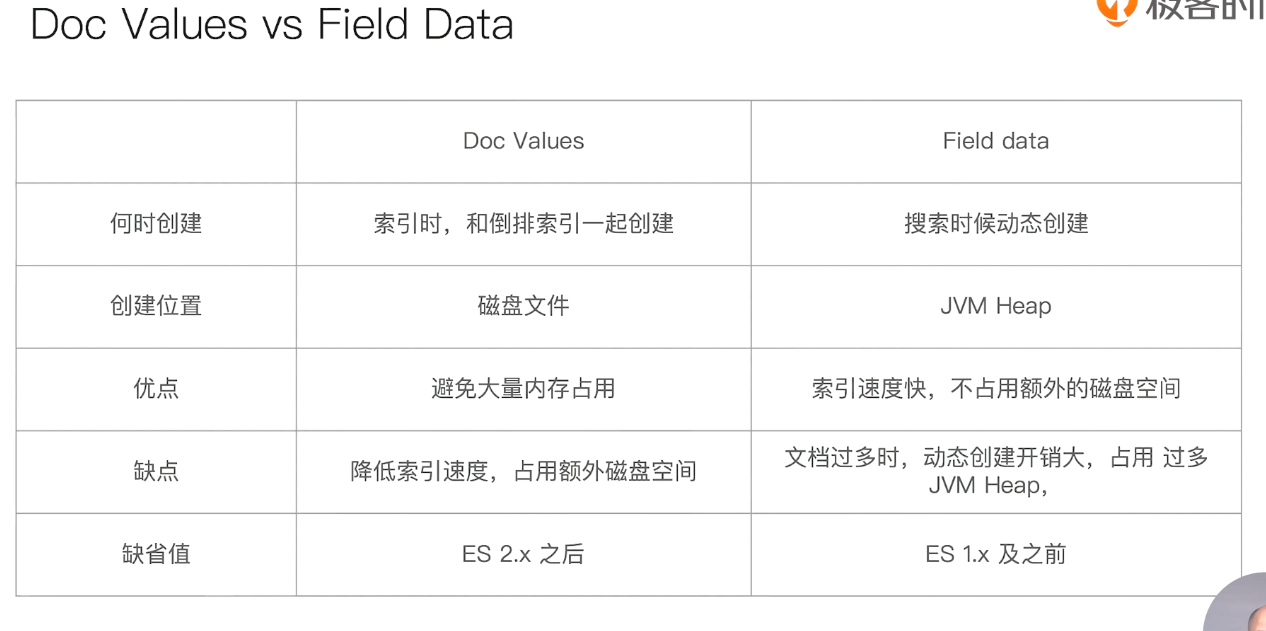 Doc Values vs Field Data
极客时间
Doc Values
Field data
何时创建
索引时，和倒排索引一起创建
搜索时候动态创建
创建位置
磁盘文件
JVM Heap
优点
避免大量内存占用
索引速度快，不占用额外的磁盘空间
缺点
降低索引速度，占用额外磁盘空间
文档过多时，动态创建开销大，占用 过多
JVM Heap，
缺省值
ES 2.x 之后
ES 1.x 及之前